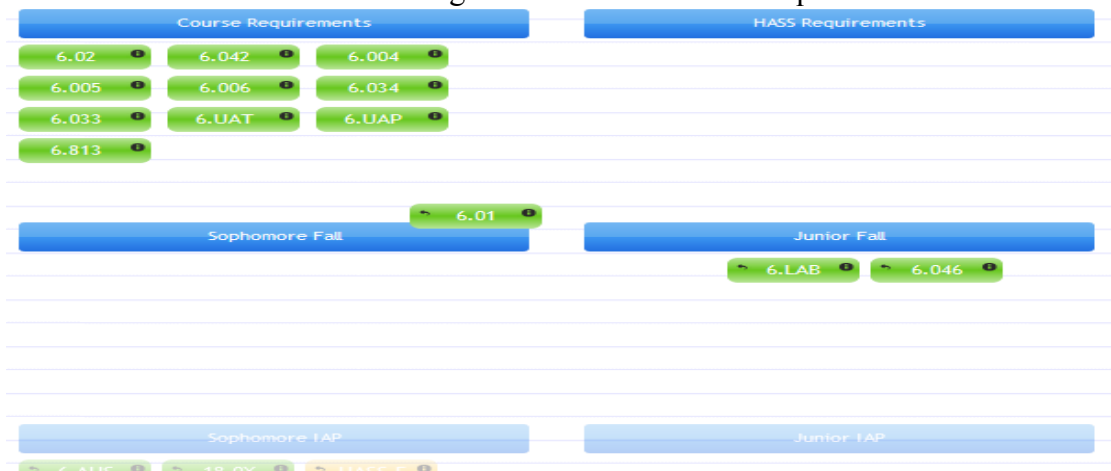 Course Requirements HASS Requirements
6.02 6.042 6.004
6.005 6.006 6.034
6.033 6.UAT 6.UAP
6.813
6.01
Sophomore Fall Junior Fall
6.LAB 6.046
Sophomore IAP Junior IAP